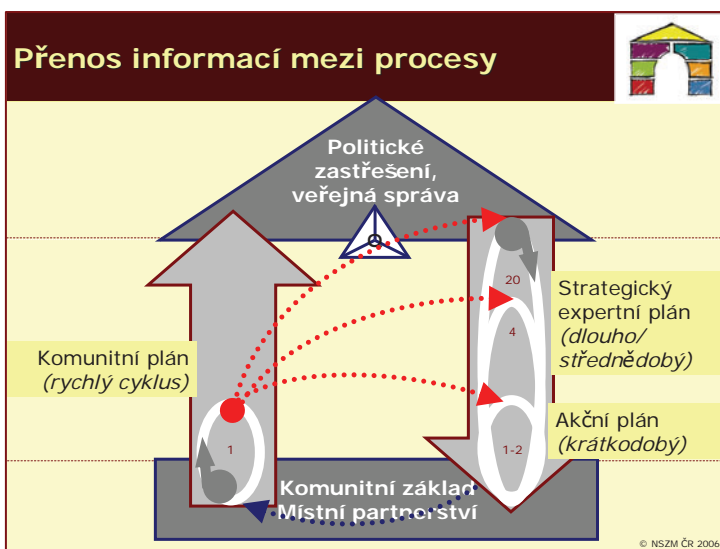 Přenos informací mezi procesy
Politické
zastřešení,
veřejná správa
20
Strategický
expertní plán
(dlouho/
střednědobý)
4
Komunitní plán
(rychlý cyklus)
Akční plán
(krátkodobý)
1
1-2
Komunitní základ
Místní partnerství
© NSZM ČR 2006